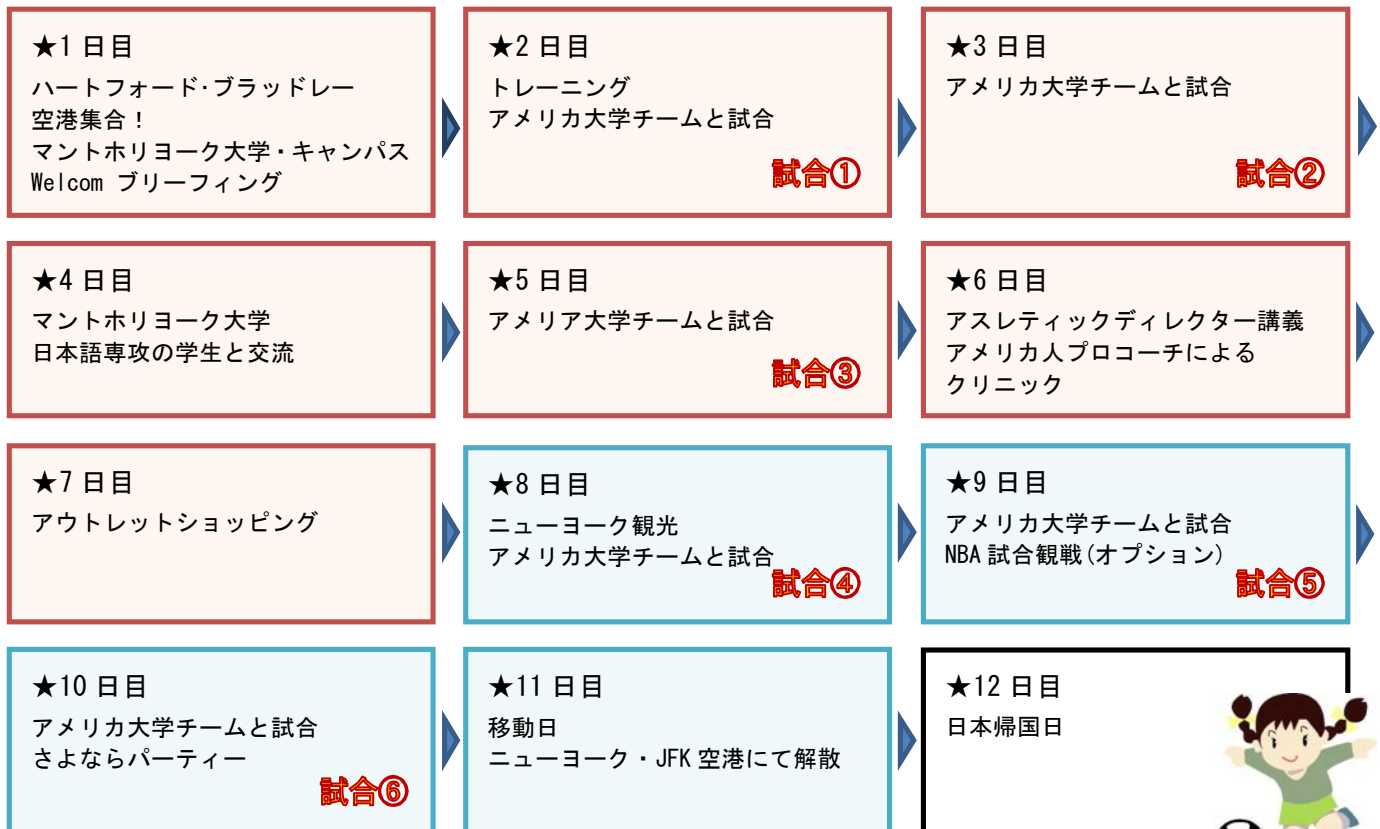 ★1 日目
ハートフォード・ブラッドレー
空港集合！
マントホリヨーク大学・キャンパス
Welcom ブリーフィング
★2 日目
トレーニング
アメリカ大学チームと試合
試合①
★3 日目
アメリカ大学チームと試合
試合②
★4 日目
マントホリヨーク大学
日本語専攻の学生と交流
★5 日目
アメリア大学チームと試合
試合③
★6 日目
アスレティックディレクター講義
アメリカ人プロコーチによる
クリニック
★7 日目
アウトレットショッピング
★8 日目
ニューヨーク観光
アメリカ大学チームと試合
試合④
★9 日目
アメリカ大学チームと試合
NBA 試合観戦(オプション)
試合⑤
★10 日目
アメリカ大学チームと試合
さよならパーティー
試合⑥
★11 日目
移動日
ニューヨーク・JFK 空港にて解散
★12 日目
日本帰国日